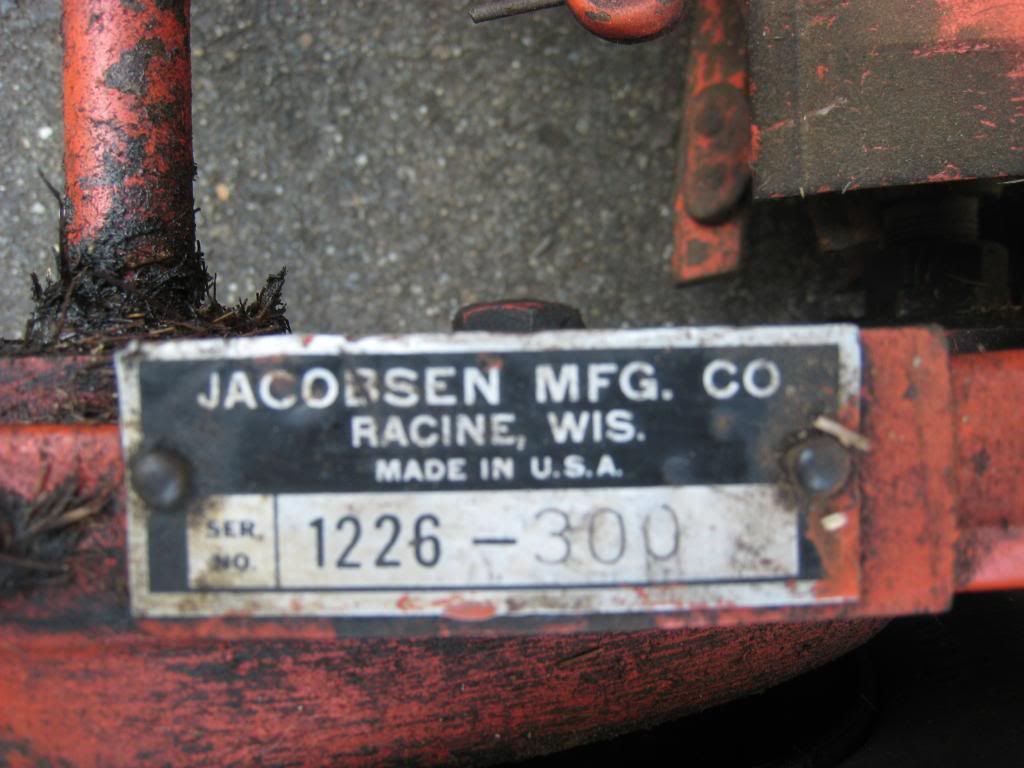 JACOBSEN MFG. CO.
RACINE, WIS.
MADE IN U.S.A.
SER. NO. 1226 - 300